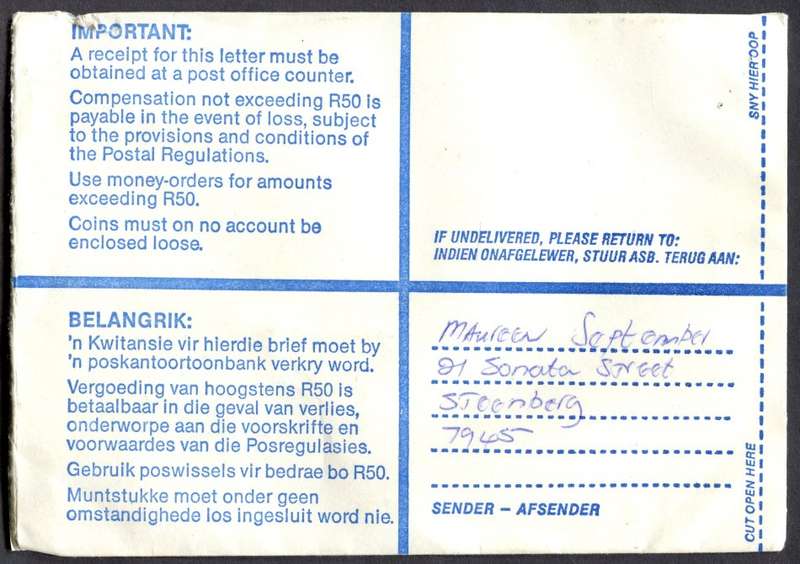 IMPORTANT:
A receipt for this letter must be
obtained at a post office counter.
Compensation not exceeding R50 is
payable in the event of loss, subject
to the provisions and conditions of
the Postal Regulations.
Use money-orders for amounts
exceeding R50.
Coins must on no account be
enclosed loose.
BELANGRIK:
'n Kwitansie vir hierdie brief moet by
'n poskantoortoonbank verkry word.
Vergoeding van hoogstens R50 is
betaalbaar in die geval van verlies,
onderworpe aan die voorskrifte en
voorwaardes van die Posregulasies.
Gebruik poswissels vir bedrae bo R50.
Muntstukke moet onder geen
omstandighede los ingesluit word nie.
SNY HIER OOP
IF UNDELIVERED, PLEASE RETURN TO:
INDIEN ONAFGELEWER, STUUR ASB. TERUG AAN:
Maureen September
21 Sonata Street
Steenberg
7945
SENDER – AFSENDER
CUT OPEN HERE